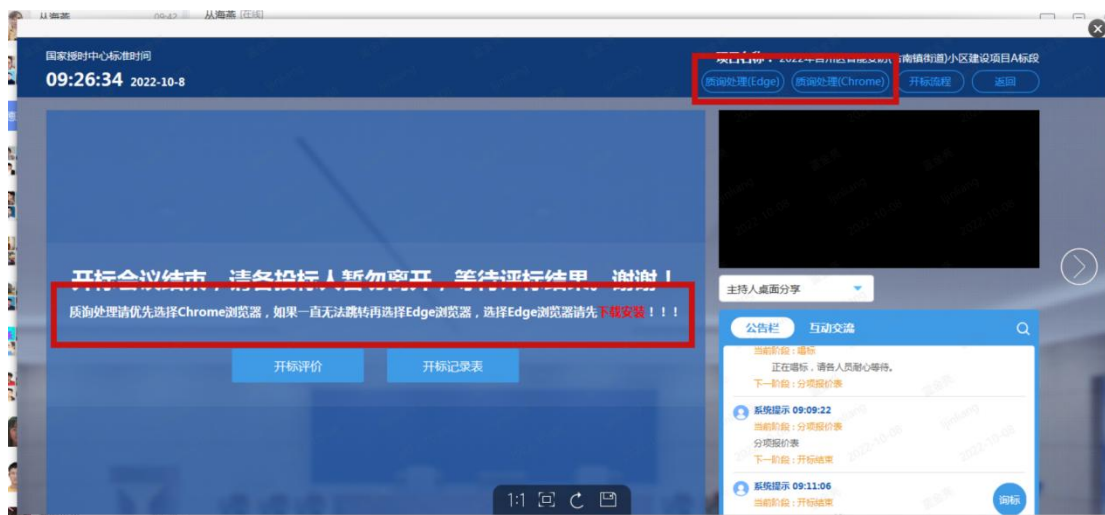 从海燕 09:42 从海燕 [在线]
国家授时中心标准时间
09:26:34 2022-10-8
小区建设项目A标段
质询处理(Edge) 质询处理(Chrome) 开标流程 返回
开标会议结束，请各投标人暂勿离开，等待评标结果。谢谢！
质询处理请优先选择Chrome浏览器，如果一直无法跳转再选择Edge浏览器，选择Edge浏览器请先下载安装！！！
开标评价 开标记录表
主持人桌面分享
公告栏 互动交流
当前阶段：唱标
正在唱标，请各人员耐心等待。
下一阶段：分项报价表
系统提示 09:09:22
当前阶段：分项报价表
分项报价表
下一阶段：开标结束
系统提示 09:11:06
当前阶段：开标结束
询标
1:1